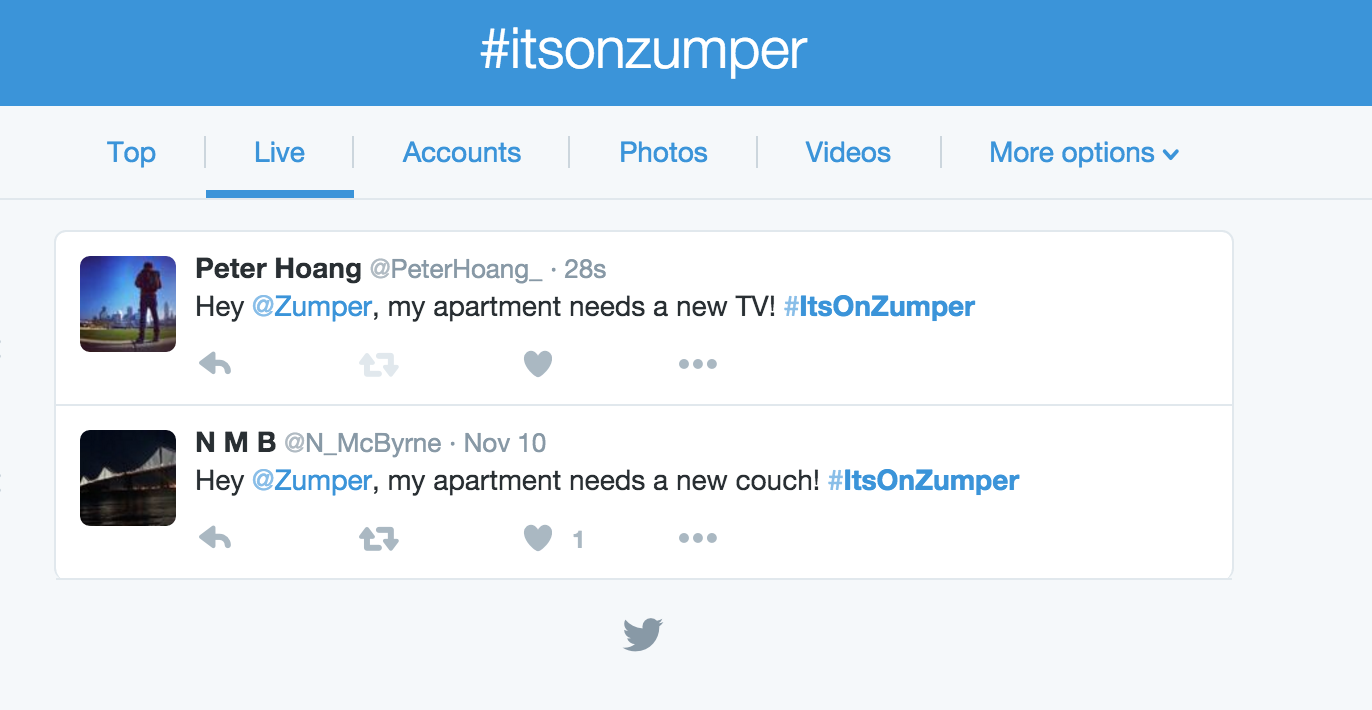 #itsonzumper
Top Live Accounts Photos Videos More options
Peter Hoang @PeterHoang_ · 28s
Hey @Zumper, my apartment needs a new TV! #ItsOnZumper
N M B @N_McByrne · Nov 10
Hey @Zumper, my apartment needs a new couch! #ItsOnZumper
1